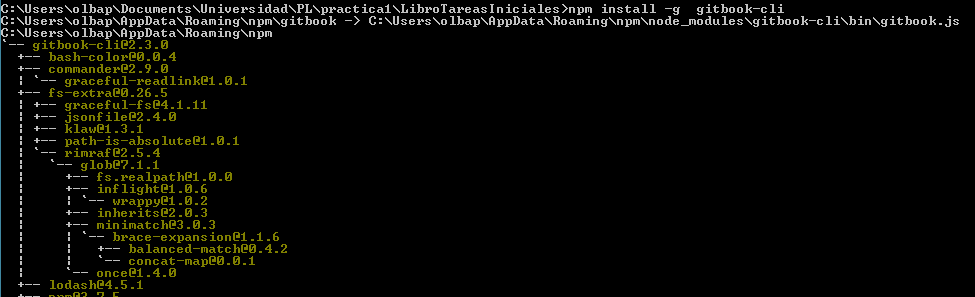 C:\Users\olbap\Documents\Universidad\PL\practica1\LibroTareasIniciales>npm install -g  gitbook-cli
C:\Users\olbap\AppData\Roaming\npm\gitbook -> C:\Users\olbap\AppData\Roaming\npm\node_modules\gitbook-cli\bin\gitbook.js
C:\Users\olbap\AppData\Roaming\npm
`-- gitbook-cli@2.3.0
  +-- bash-color@0.0.4
  +-- commander@2.9.0
  ¦ `-- graceful-readlink@1.0.1
  +-- fs-extra@0.26.5
  ¦ +-- graceful-fs@4.1.11
  ¦ +-- jsonfile@2.4.0
  ¦ +-- klaw@1.3.1
  ¦ +-- path-is-absolute@1.0.1
  ¦ `-- rimraf@2.5.4
  ¦   `-- glob@7.1.1
  ¦     +-- fs.realpath@1.0.0
  ¦     +-- inflight@1.0.6
  ¦     ¦ `-- wrappy@1.0.2
  ¦     +-- inherits@2.0.3
  ¦     +-- minimatch@3.0.3
  ¦     ¦ `-- brace-expansion@1.1.6
  ¦     ¦   +-- balanced-match@0.4.2
  ¦     ¦   `-- concat-map@0.0.1
  ¦     `-- once@1.4.0
  +-- lodash@4.5.1
  +-- npm@3.7.5